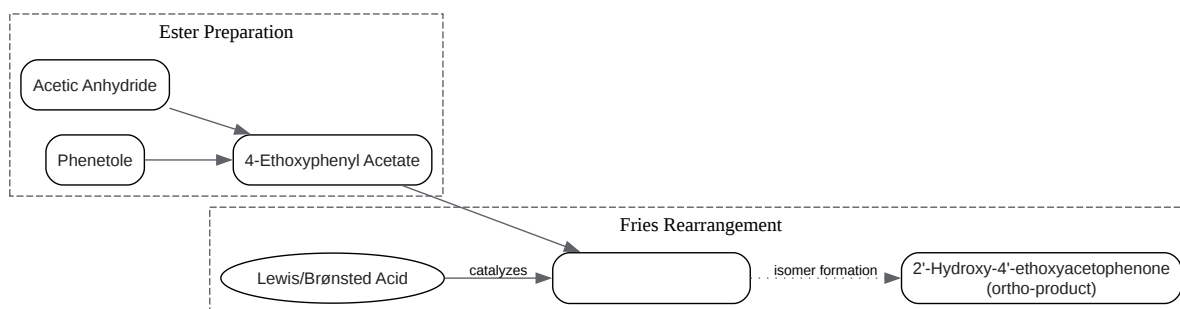 Ester Preparation
Acetic Anhydride
Phenetole
4-Ethoxyphenyl Acetate
Fries Rearrangement
Lewis/Brønsted Acid
catalyzes
isomer formation
2'-Hydroxy-4'-ethoxyacetophenone
(ortho-product)